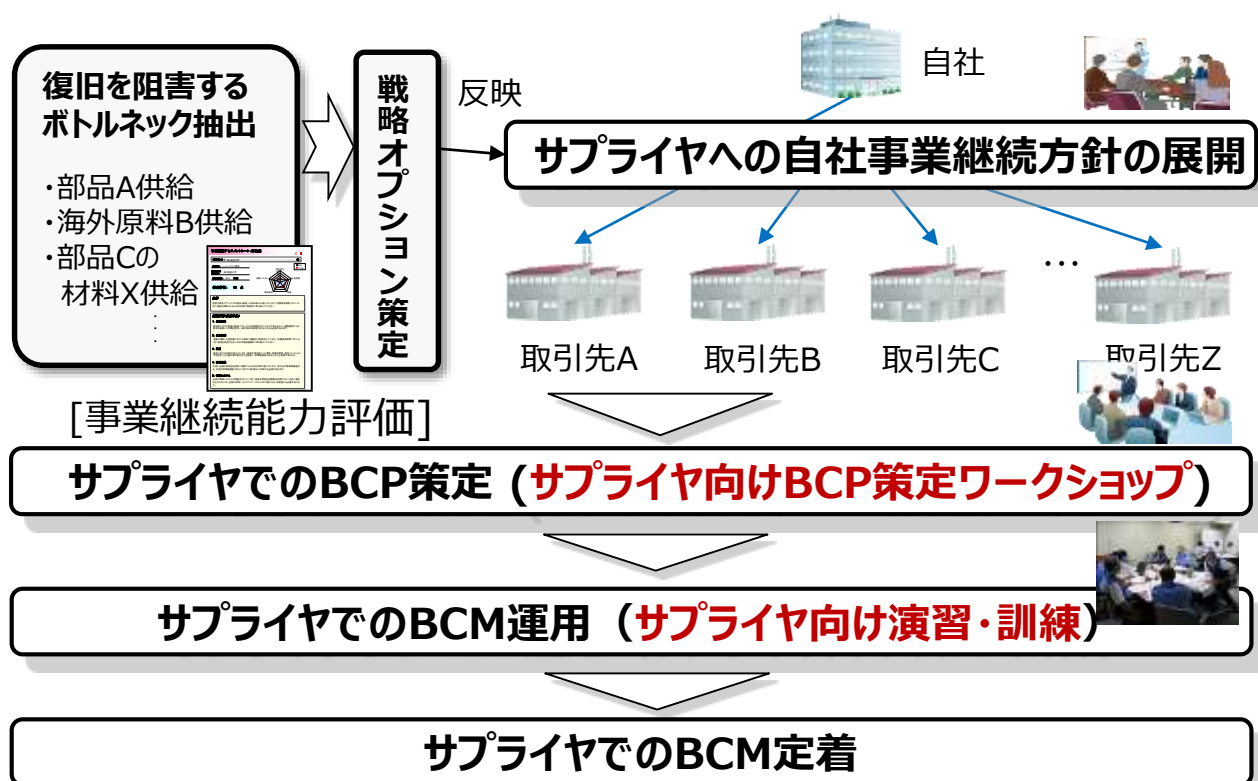 復旧を阻害する
ボトルネック抽出
・部品A供給
・海外原料B供給
・部品Cの
材料X供給
・
・
・
[事業継続能力評価]
戦略オプション策定
反映
自社
サプライヤへの自社事業継続方針の展開
…
取引先A
取引先B
取引先C
取引先Z
サプライヤでのBCP策定 (サプライヤ向けBCP策定ワークショップ)
サプライヤでのBCM運用（サプライヤ向け演習・訓練）
サプライヤでのBCM定着